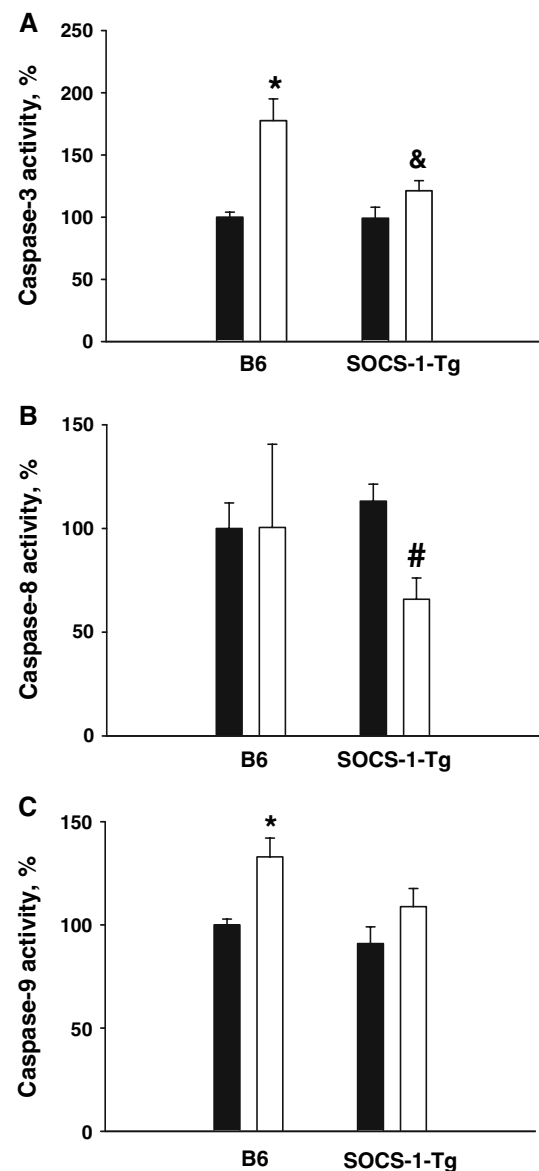 A
Caspase-3 activity, %
250
200
150
100
50
0
*
&
B6 SOCS-1-Tg
B
Caspase-8 activity, %
150
100
50
0
#
B6 SOCS-1-Tg
C
Caspase-9 activity, %
150
100
50
0
*
B6 SOCS-1-Tg